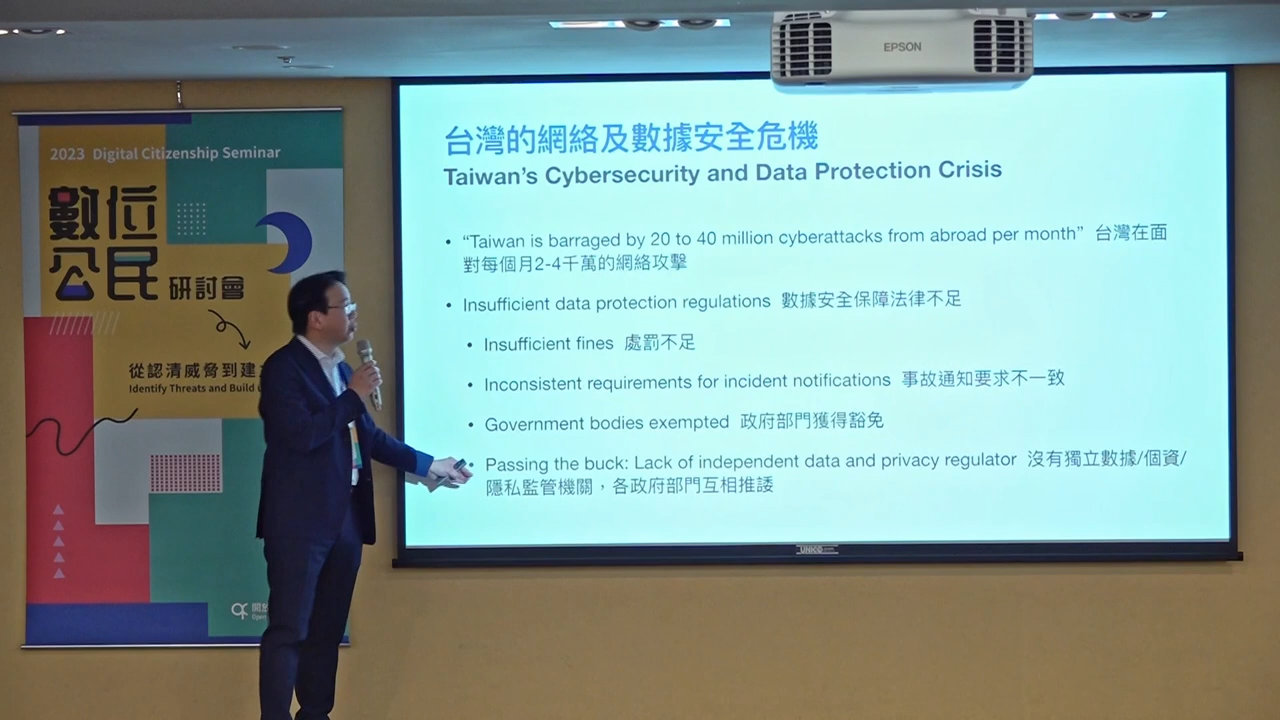 EPSON
2023 Digital Citizenship Seminar
數位
公民 研討會
從認清威脅到建
Identify Threats and Build
開放
Open
台灣的網絡及數據安全危機
Taiwan's Cybersecurity and Data Protection Crisis
• “Taiwan is barraged by 20 to 40 million cyberattacks from abroad per month” 台灣在面
對每個月2-4千萬的網絡攻擊
• Insufficient data protection regulations 數據安全保障法律不足
• Insufficient fines 處罰不足
• Inconsistent requirements for incident notifications 事故通知要求不一致
• Government bodies exempted 政府部門獲得豁免
• Passing the buck: Lack of independent data and privacy regulator 沒有獨立數據/個資/
隱私監管機關，各政府部門互相推諉
UNICO